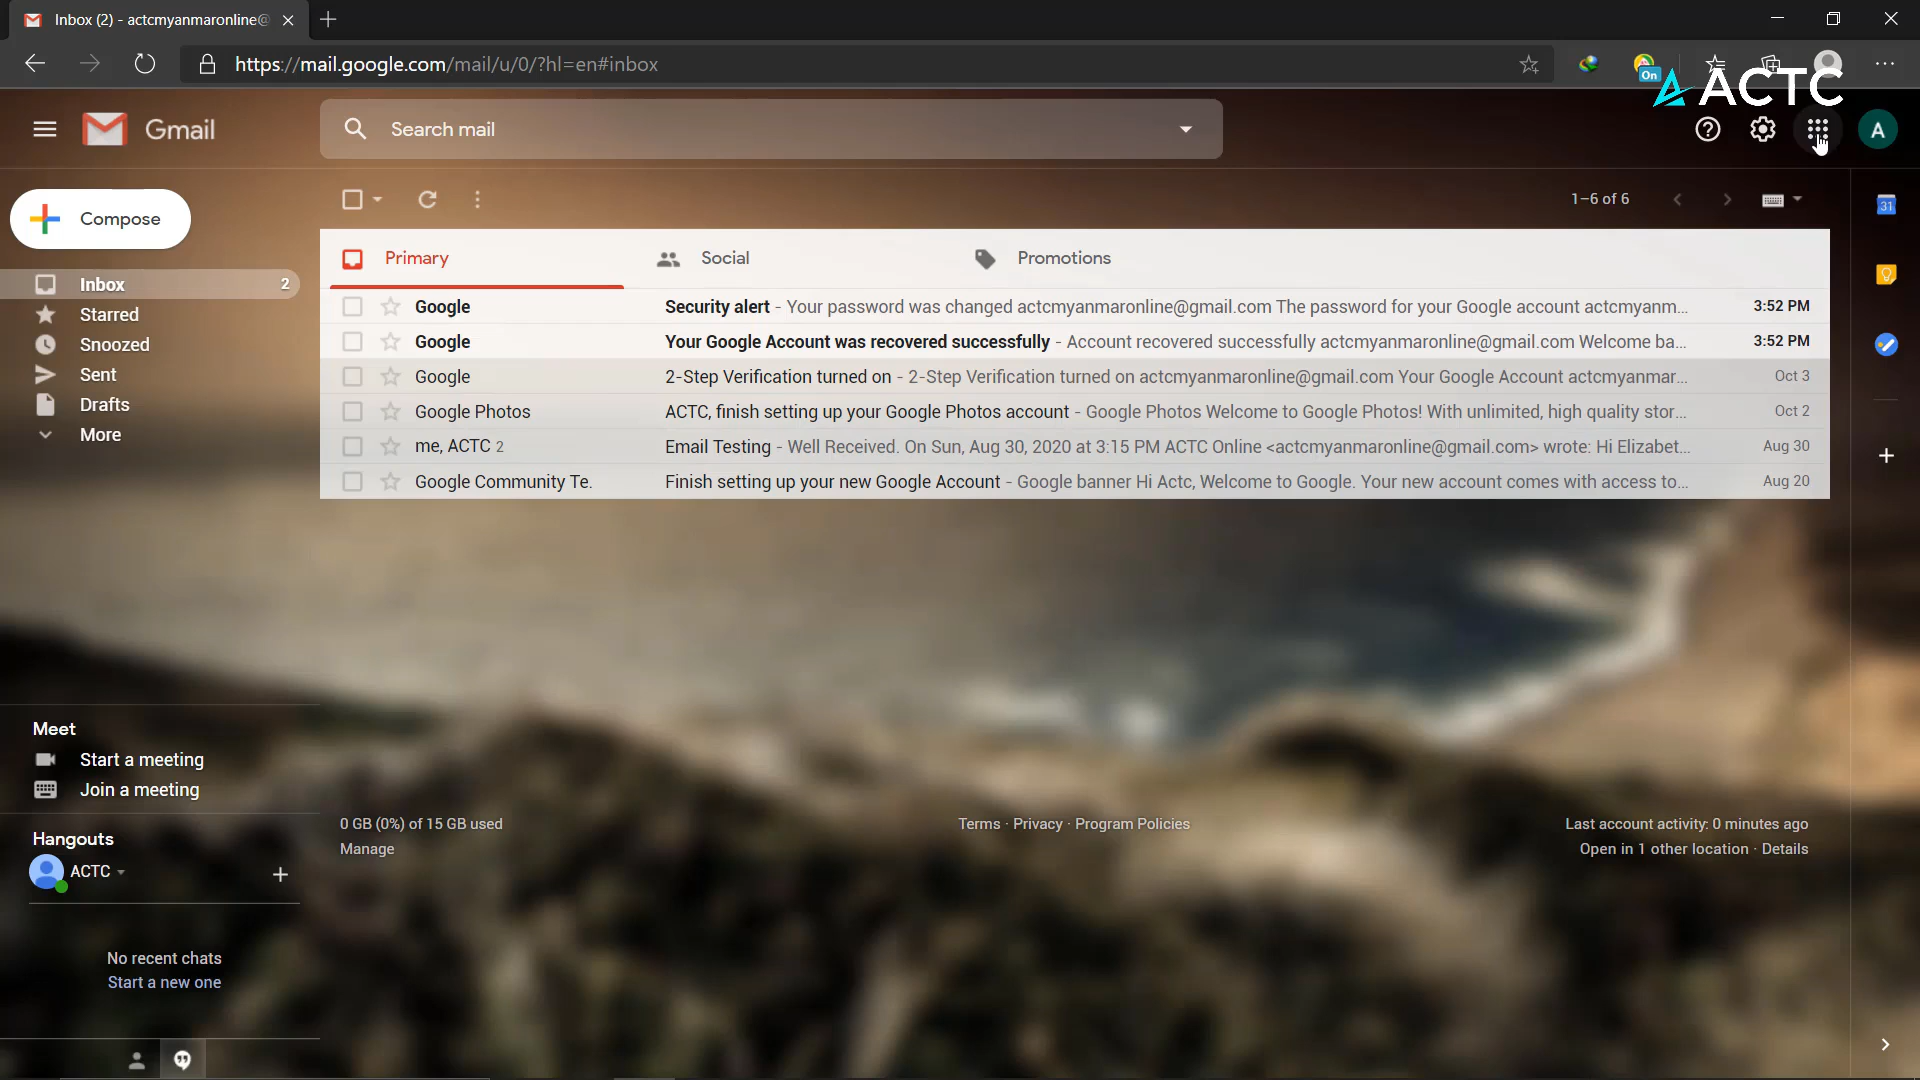 Inbox (2) - actcmyanmaronline@
https://mail.google.com/mail/u/0/?hl=en#inbox
On
ACTC
Gmail
Search mail
A
Compose
1–6 of 6
31
Primary
Social
Promotions
Inbox 2
Starred
Snoozed
Sent
Drafts
More
Google Security alert - Your password was changed actcmyanmaronline@gmail.com The password for your Google account actcmyanm... 3:52 PM
Google Your Google Account was recovered successfully - Account recovered successfully actcmyanmaronline@gmail.com Welcome ba... 3:52 PM
Google 2-Step Verification turned on - 2-Step Verification turned on actcmyanmaronline@gmail.com Your Google Account actcmyanmar... Oct 3
Google Photos ACTC, finish setting up your Google Photos account - Google Photos Welcome to Google Photos! With unlimited, high quality stor... Oct 2
me, ACTC 2 Email Testing - Well Received. On Sun, Aug 30, 2020 at 3:15 PM ACTC Online <actcmyanmaronline@gmail.com> wrote: Hi Elizabet... Aug 30
Google Community Te. Finish setting up your new Google Account - Google banner Hi Actc, Welcome to Google. Your new account comes with access to... Aug 20
Meet
Start a meeting
Join a meeting
Hangouts
ACTC
No recent chats
Start a new one
0 GB (0%) of 15 GB used
Manage
Terms · Privacy · Program Policies
Last account activity: 0 minutes ago
Open in 1 other location · Details